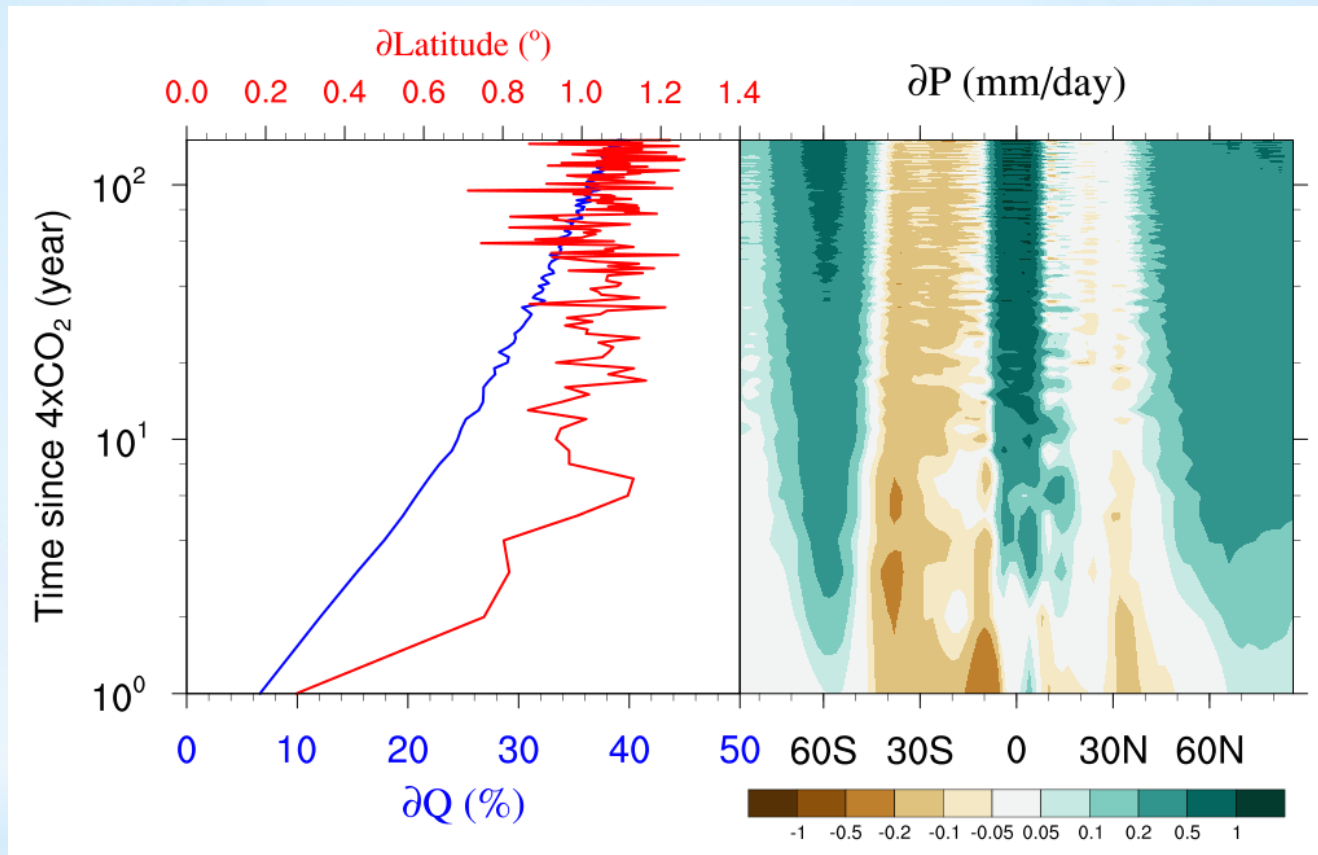 ∂Latitude (°)
0.0 0.2 0.4 0.6 0.8 1.0 1.2 1.4
∂P (mm/day)
Time since 4xCO₂ (year)
10²
10¹
10⁰
0 10 20 30 40 50
∂Q (%)
60S 30S 0 30N 60N
-1 -0.5 -0.2 -0.1 -0.05 0.05 0.1 0.2 0.5 1